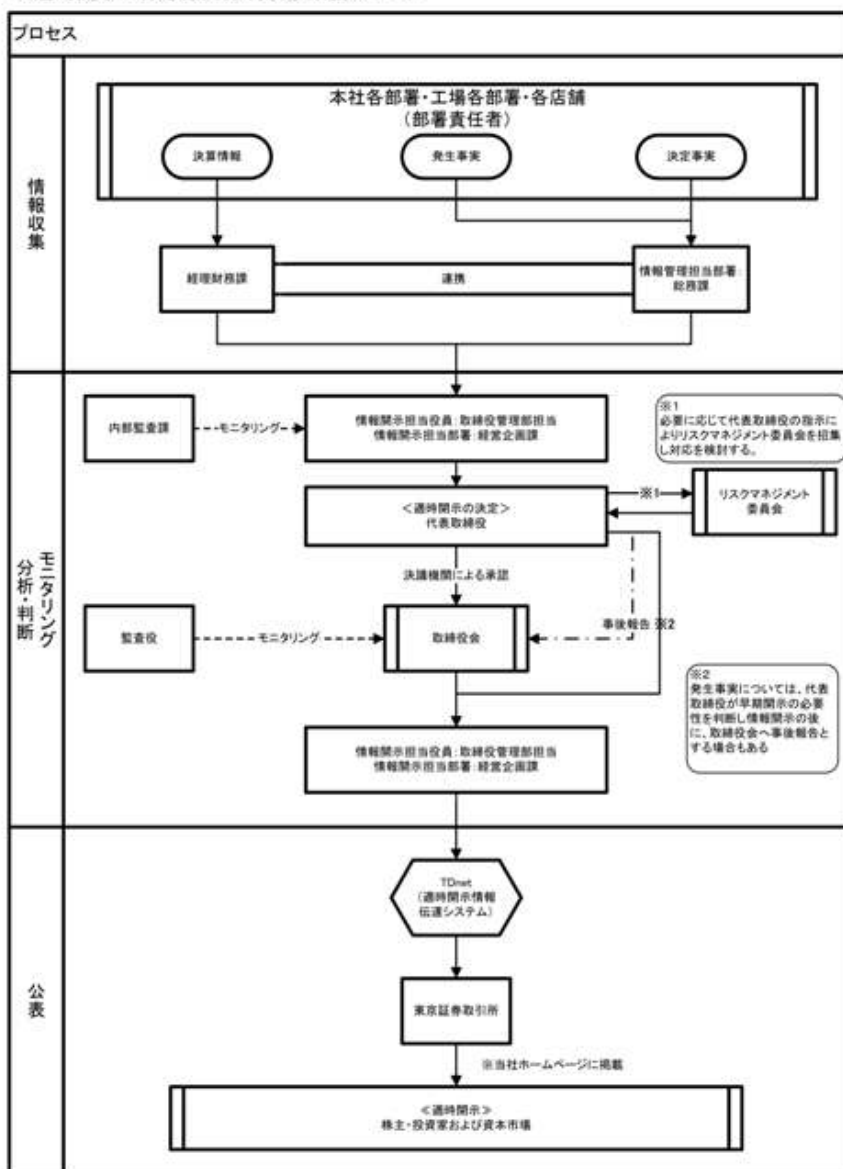 プロセス
本社各部署・工場各部署・各店舗
（部署責任者）
決算情報
発生事実
決定事実
情報収集
経理財務課
連携
情報管理担当部署:
総務課
内部監査課
モニタリング
情報開示担当役員:取締役管理部担当
情報開示担当部署:経営企画課
※1
必要に応じて代表取締役の指示に
よりリスクマネジメント委員会を招集
し対応を検討する。
＜適時開示の決定＞
代表取締役
※1
リスクマネジメント
委員会
モニタリング
分析・判断
決議機関による承認
監査役
モニタリング
取締役会
事後報告 ※2
※2
発生事実については、代表
取締役が早期開示の必要
性を判断し情報開示の後
に、取締役会へ事後報告と
する場合もある
情報開示担当役員:取締役管理部担当
情報開示担当部署:経営企画課
公表
TDnet
（適時開示情報
伝達システム）
東京証券取引所
※当社ホームページに掲載
≪適時開示≫
株主・投資家および資本市場